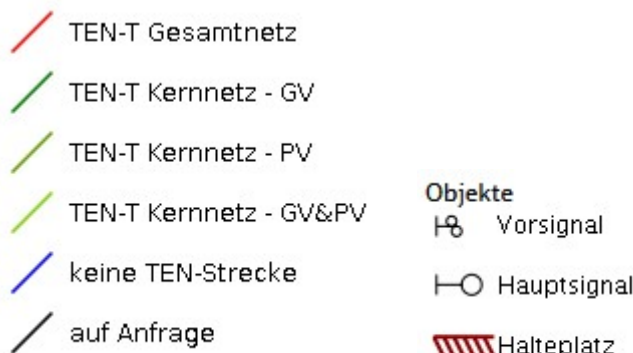 TEN-T Gesamtnetz
TEN-T Kernnetz - GV
TEN-T Kernnetz - PV
TEN-T Kernnetz - GV&PV
keine TEN-Strecke
auf Anfrage
Objekte
Vorsignal
Hauptsignal
Halteplatz